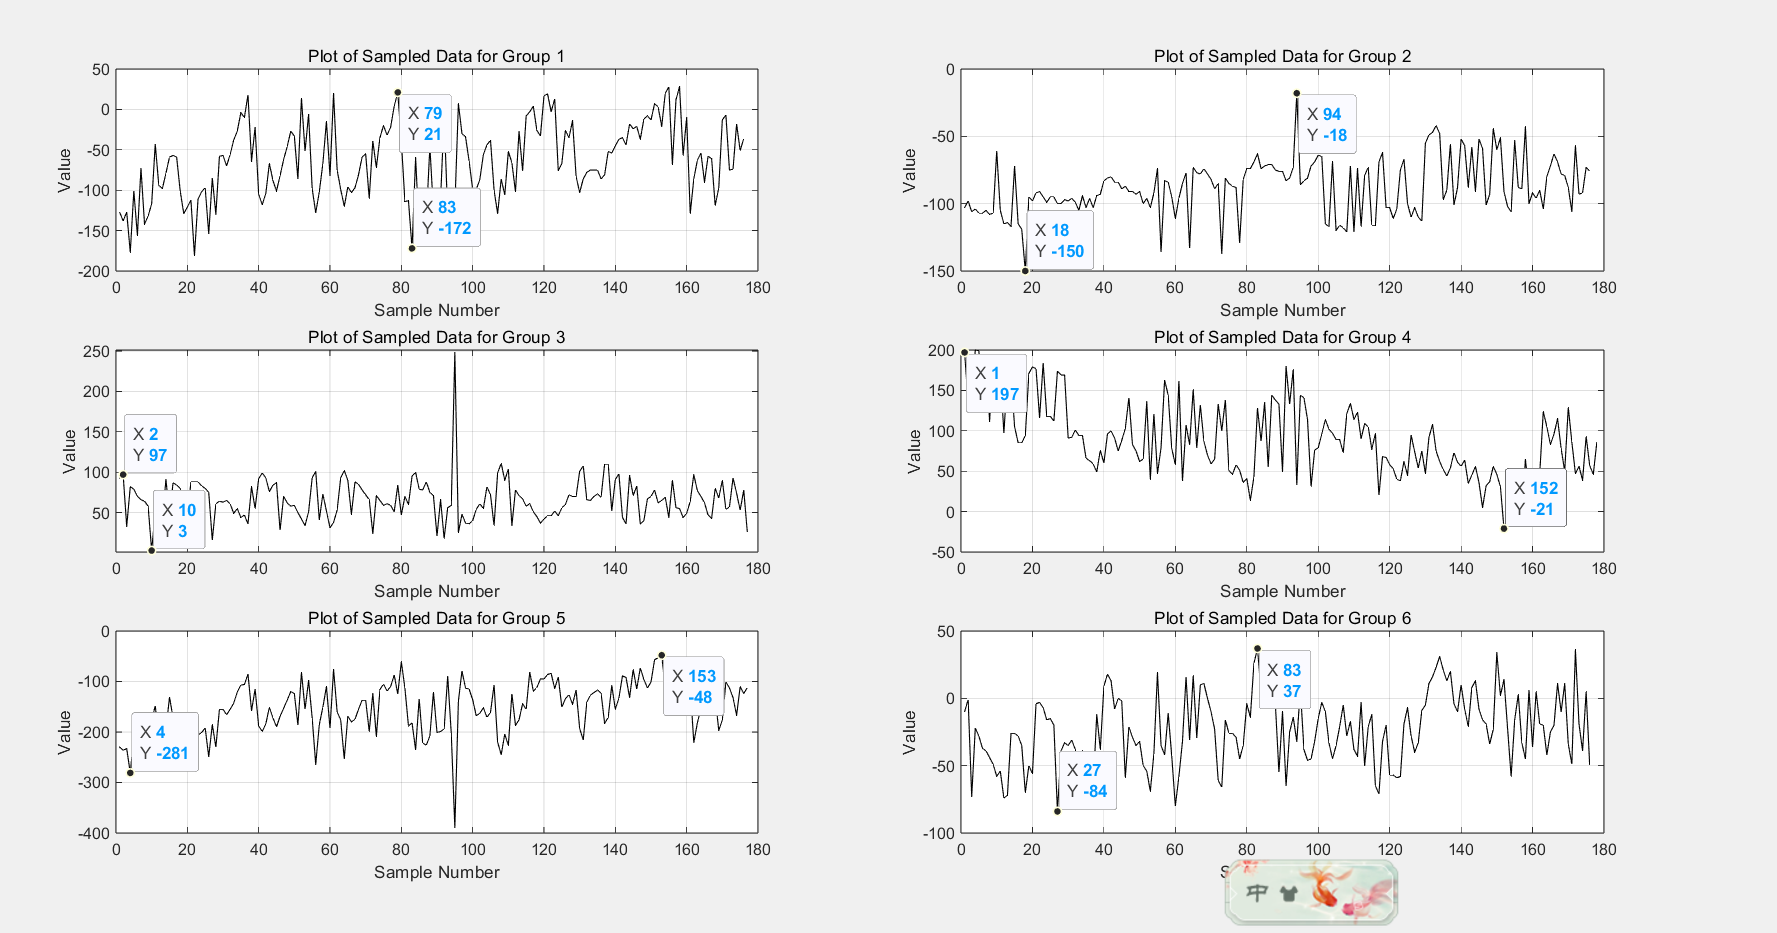 Plot of Sampled Data for Group 1
50
0
-50
-100
-150
-200
Value
X 79
Y 21
X 83
Y -172
0 20 40 60 80 100 120 140 160 180
Sample Number
Plot of Sampled Data for Group 2
0
-50
-100
-150
Value
X 94
Y -18
X 18
Y -150
0 20 40 60 80 100 120 140 160 180
Sample Number
Plot of Sampled Data for Group 3
250
200
150
100
50
Value
X 2
Y 97
X 10
Y 3
0 20 40 60 80 100 120 140 160 180
Sample Number
Plot of Sampled Data for Group 4
200
150
100
50
0
-50
Value
X 1
Y 197
X 152
Y -21
0 20 40 60 80 100 120 140 160 180
Sample Number
Plot of Sampled Data for Group 5
0
-100
-200
-300
-400
Value
X 153
Y -48
X 4
Y -281
0 20 40 60 80 100 120 140 160 180
Sample Number
Plot of Sampled Data for Group 6
50
0
-50
-100
Value
X 83
Y 37
X 27
Y -84
0 20 40 60 80 100 120 140 160 180
中